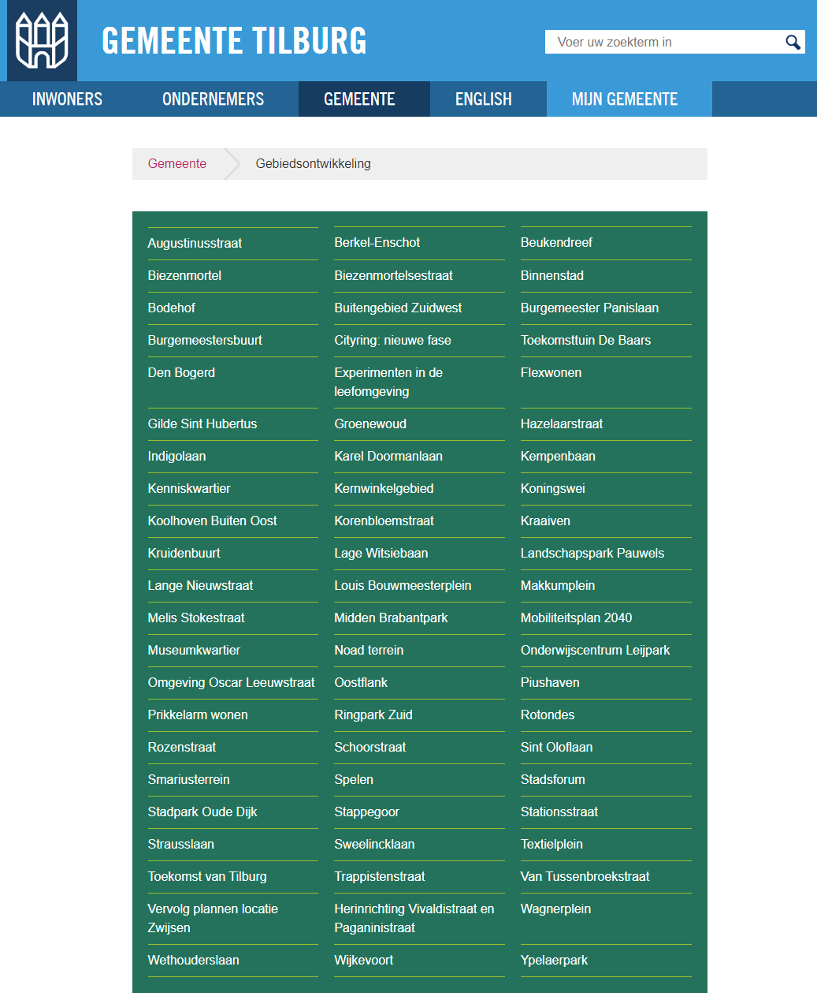 GEMEENTE TILBURG
Voer uw zoekterm in
INWONERS
ONDERNEMERS
GEMEENTE
ENGLISH
MIJN GEMEENTE
Gemeente
Gebiedsontwikkeling
Augustinusstraat
Berkel-Enschot
Beukendreef
Biezenmortel
Biezenmortelsestraat
Binnenstad
Bodehof
Buitengebied Zuidwest
Burgemeester Panislaan
Burgemeestersbuurt
Cityring: nieuwe fase
Toekomsttuin De Baars
Den Bogerd
Experimenten in de
leefomgeving
Flexwonen
Gilde Sint Hubertus
Groenewoud
Hazelaarstraat
Indigolaan
Karel Doormanlaan
Kempenbaan
Kenniskwartier
Kernwinkelgebied
Koningswei
Koolhoven Buiten Oost
Korenbloemstraat
Kraaiven
Kruidenbuurt
Lage Witsiebaan
Landschapspark Pauwels
Lange Nieuwstraat
Louis Bouwmeesterplein
Makkumplein
Melis Stokestraat
Midden Brabantpark
Mobiliteitsplan 2040
Museumkwartier
Noad terrein
Onderwijscentrum Leijpark
Omgeving Oscar Leeuwstraat
Oostflank
Piushaven
Prikkelarm wonen
Ringpark Zuid
Rotondes
Rozenstraat
Schoorstraat
Sint Oloflaan
Smariusterrein
Spelen
Stadsforum
Stadpark Oude Dijk
Stappegoor
Stationsstraat
Strausslaan
Sweelincklaan
Textielplein
Toekomst van Tilburg
Trappistenstraat
Van Tussenbroekstraat
Vervolg plannen locatie
Zwijsen
Herinrichting Vivaldistraat en
Paganinistraat
Wagnerplein
Wethouderslaan
Wijkevoort
Ypelaerpark